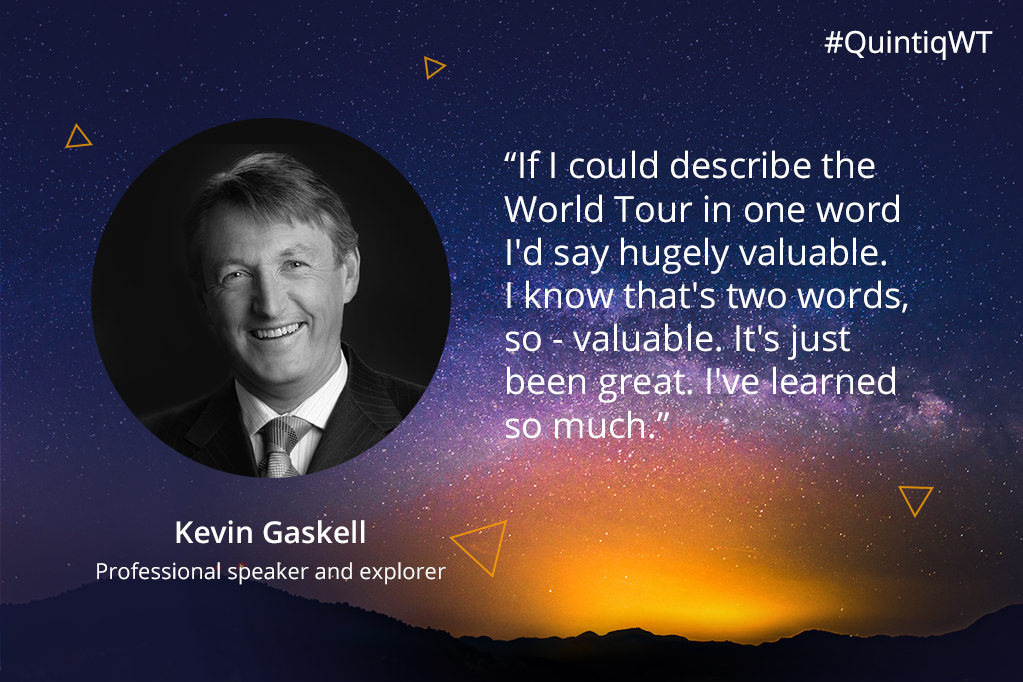 #QuintiqWT
“If I could describe the
World Tour in one word
I'd say hugely valuable.
I know that's two words,
so - valuable. It's just
been great. I've learned
so much.”
Kevin Gaskell
Professional speaker and explorer